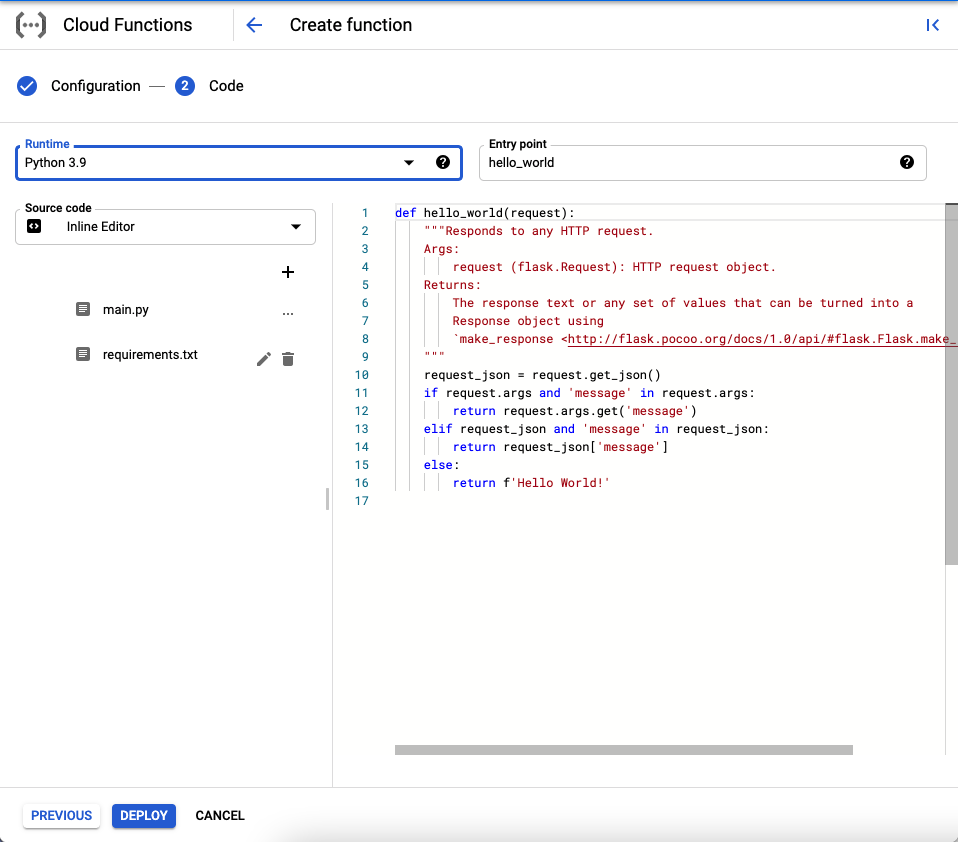 Cloud Functions
Create function
Configuration
2
Code
Runtime
Python 3.9
Entry point
hello_world
Source code
Inline Editor
main.py
...
requirements.txt
1 def hello_world(request):
2 """Responds to any HTTP request.
3 Args:
4 request (flask.Request): HTTP request object.
5 Returns:
6 The response text or any set of values that can be turned into a
7 Response object using
8 `make_response <http://flask.pocoo.org/docs/1.0/api/#flask.Flask.make_
9 """
10 request_json = request.get_json()
11 if request.args and 'message' in request.args:
12 return request.args.get('message')
13 elif request_json and 'message' in request_json:
14 return request_json['message']
15 else:
16 return f'Hello World!'
17
PREVIOUS
DEPLOY
CANCEL